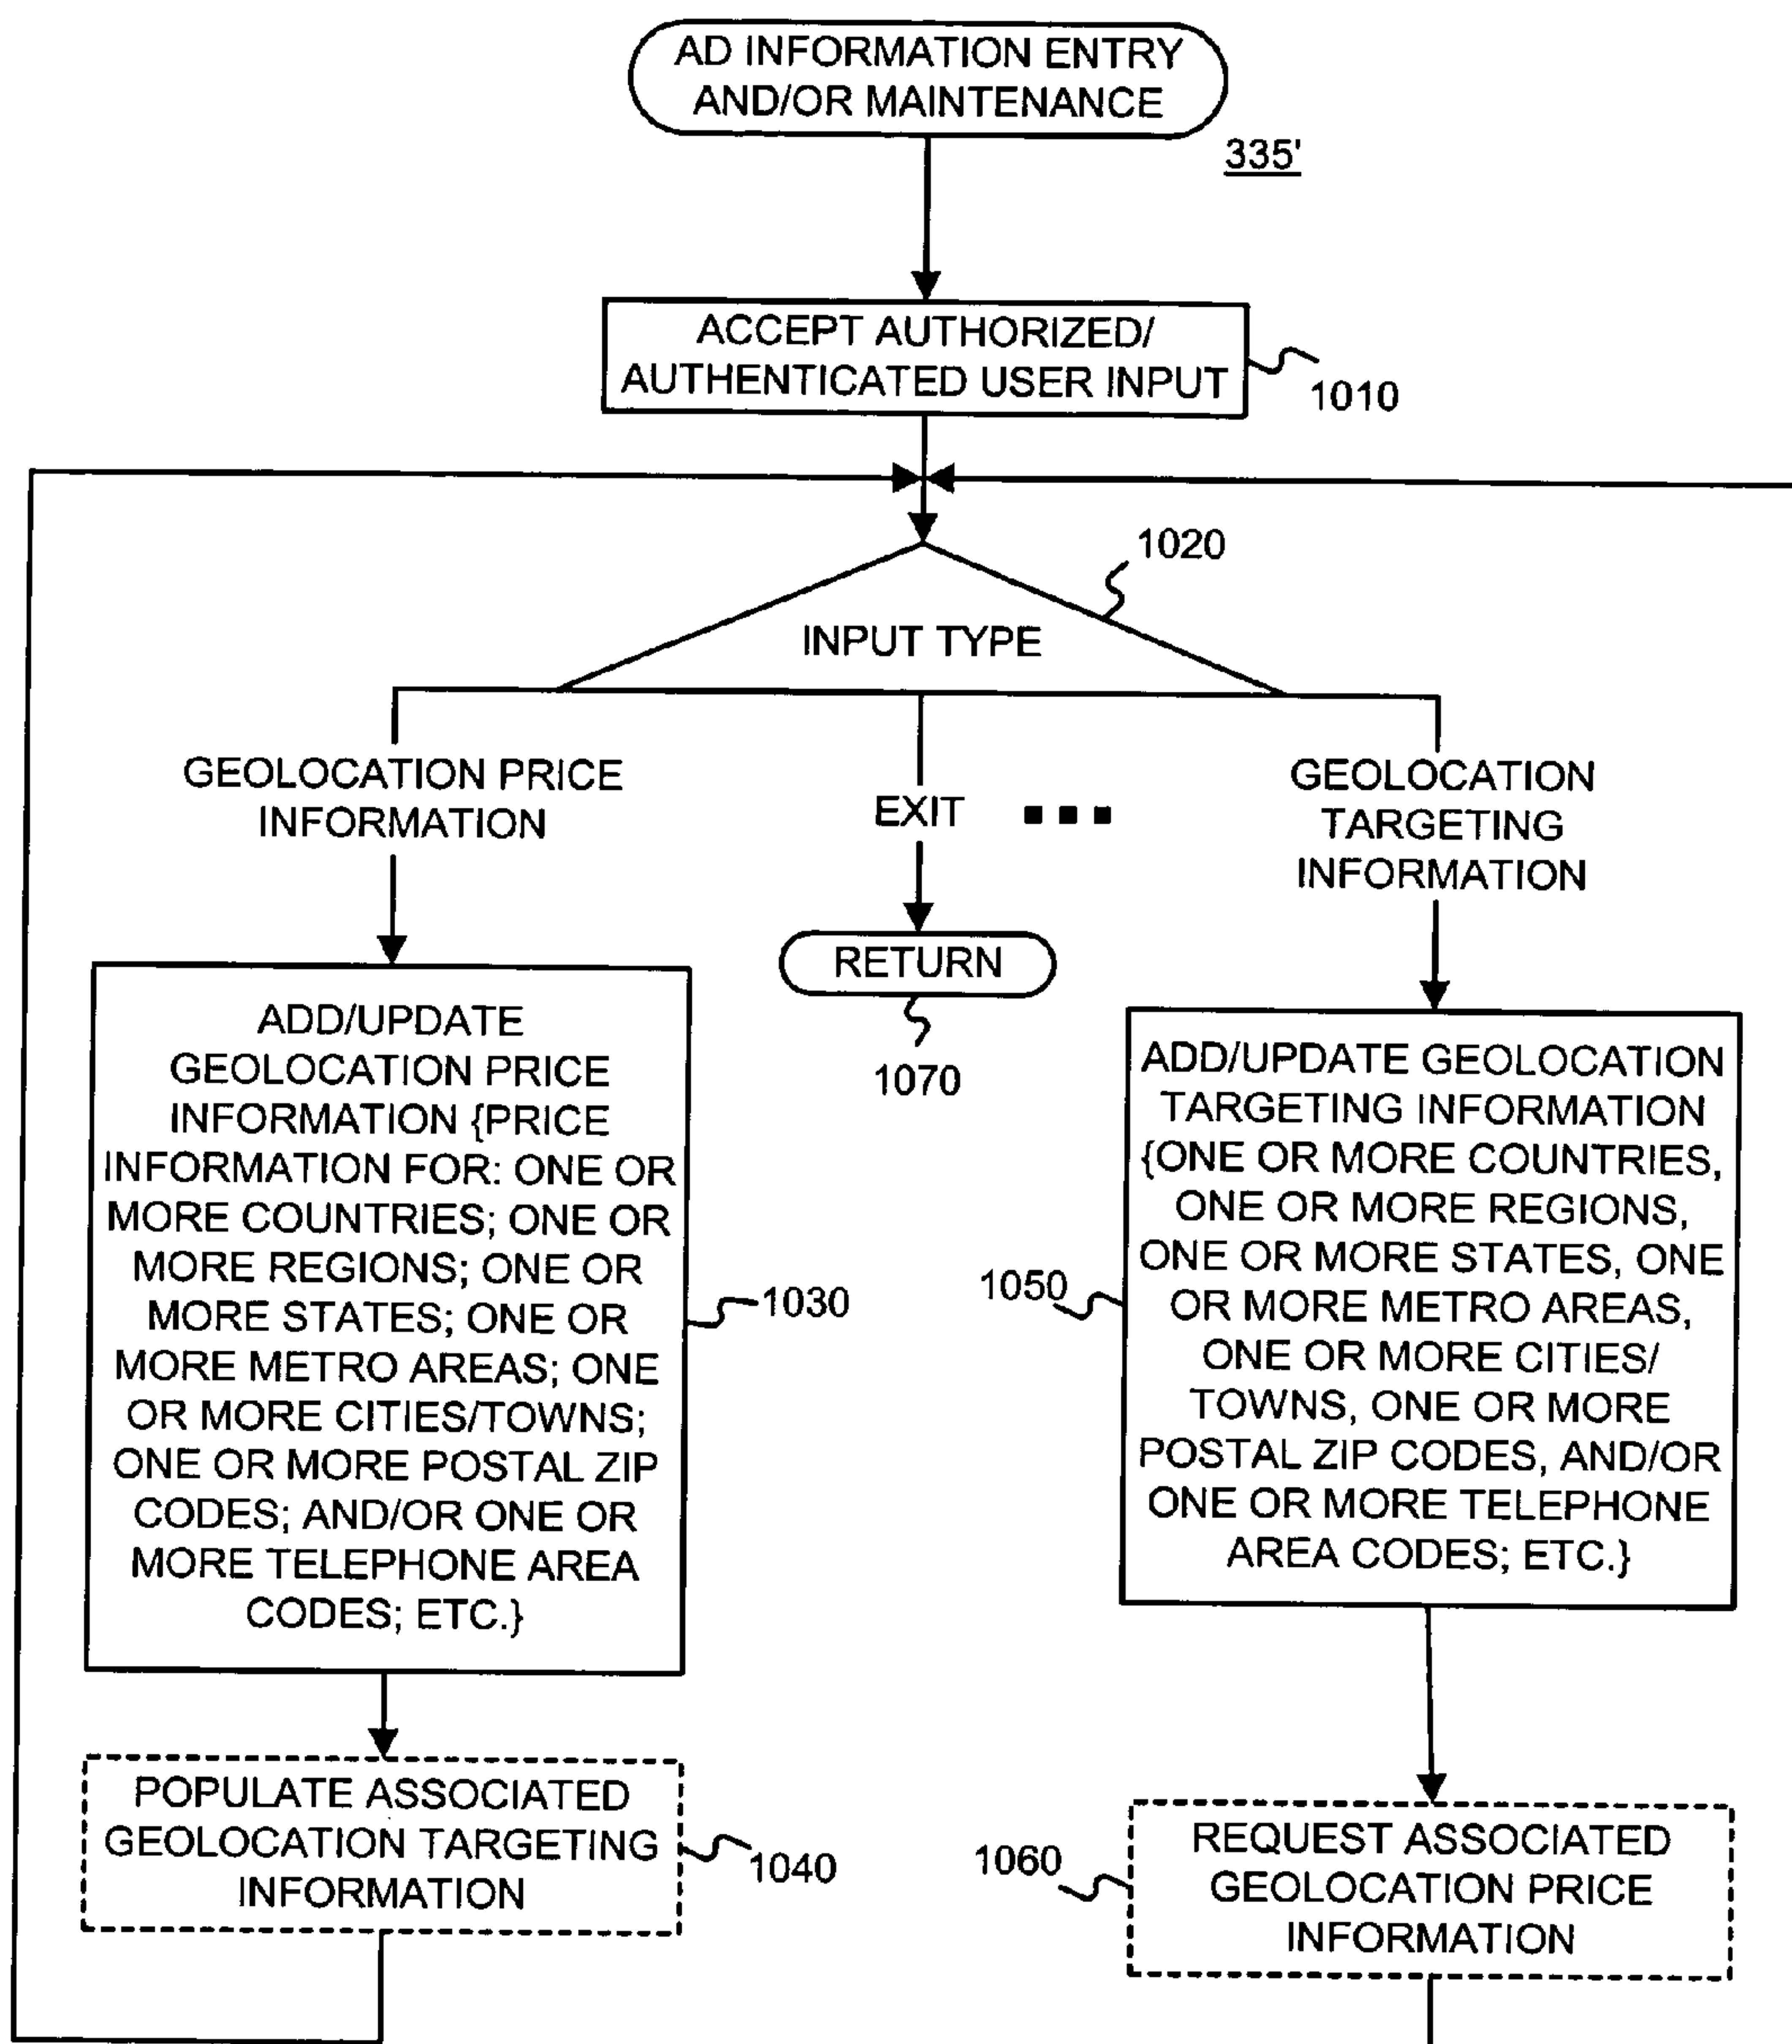 AD INFORMATION ENTRY
AND/OR MAINTENANCE
335'
ACCEPT AUTHORIZED/
AUTHENTICATED USER INPUT
1010
1020
INPUT TYPE
GEOLOCATION PRICE
INFORMATION
EXIT
GEOLOCATION
TARGETING
INFORMATION
RETURN
1070
ADD/UPDATE
GEOLOCATION PRICE
INFORMATION {PRICE
INFORMATION FOR: ONE OR
MORE COUNTRIES; ONE OR
MORE REGIONS; ONE OR
MORE STATES; ONE OR
MORE METRO AREAS; ONE
OR MORE CITIES/TOWNS;
ONE OR MORE POSTAL ZIP
CODES; AND/OR ONE OR
MORE TELEPHONE AREA
CODES; ETC.}
1030
1050
ADD/UPDATE GEOLOCATION
TARGETING INFORMATION
{ONE OR MORE COUNTRIES,
ONE OR MORE REGIONS,
ONE OR MORE STATES, ONE
OR MORE METRO AREAS,
ONE OR MORE CITIES/
TOWNS, ONE OR MORE
POSTAL ZIP CODES, AND/OR
ONE OR MORE TELEPHONE
AREA CODES; ETC.}
POPULATE ASSOCIATED
GEOLOCATION TARGETING
INFORMATION
1040
1060
REQUEST ASSOCIATED
GEOLOCATION PRICE
INFORMATION